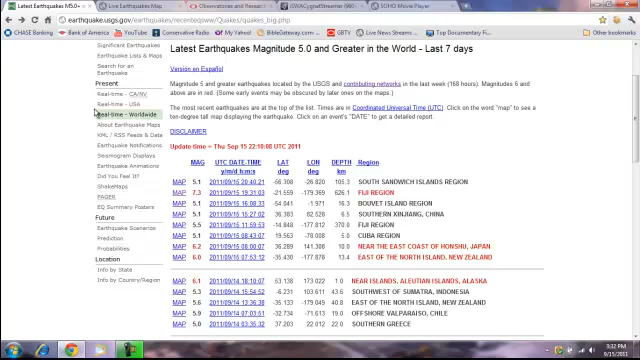 Latest Earthquakes M5.0+
Live Earthquakes Map
Observations and Research
SOHO Movie Player
earthquake.usgs.gov/earthquakes/recenteqsww/Quakes/quakes_big.php
CHASE Banking
Bank of America
Most Visited
Conservative
Craig's
My Yahoo!
BibleGateway.com
GBTV
Live News Streams
Top Documentary Fi
Other bookmarks
Significant Earthquakes
Earthquake Lists & Maps
Search for an
Earthquake
Present
Real-time - CA/NV
Real-time - USA
Real-time - Worldwide
About Earthquake Maps
KML / RSS Feeds & Data
Earthquake Notifications
Seismogram Displays
Earthquake Animations
Did You Feel It?
ShakeMaps
PAGER
EQ Summary Posters
Future
Earthquake Scenarios
Prediction
Probabilities
Location
Info by State
Info by Country/Region
Latest Earthquakes Magnitude 5.0 and Greater in the World - Last 7 days
Versión en Español
Magnitude 5 and greater earthquakes located by the USGS and contributing networks in the last week (168 hours). Magnitudes 6 and
above are in red. (Some early events may be obscured by later ones on the maps.)
The most recent earthquakes are at the top of the list. Times are in Coordinated Universal Time (UTC). Click on the word "map" to see a
ten-degree tall map displaying the earthquake. Click on an event's "DATE" to get a detailed report.
DISCLAIMER
Update time = Thu Sep 15 22:10:08 UTC 2011
MAG UTC DATE-TIME LAT LON DEPTH Region
y/m/d h:m:s deg deg km
MAP 5.1 2011/09/15 20:40:21 -56.308 -26.820 105.3 SOUTH SANDWICH ISLANDS REGION
MAP 7.3 2011/09/15 19:31:03 -21.559 -179.369 626.1 FIJI REGION
MAP 5.1 2011/09/15 16:08:33 -54.041 -1.971 16.3 BOUVET ISLAND REGION
MAP 5.1 2011/09/15 15:27:02 36.383 82.528 6.5 SOUTHERN XINJIANG, CHINA
MAP 5.5 2011/09/15 11:59:53 -14.848 -177.812 370.0 FIJI REGION
MAP 5.1 2011/09/15 08:43:07 19.563 -78.008 5.0 CUBA REGION
MAP 6.2 2011/09/15 08:00:07 36.289 141.308 10.0 NEAR THE EAST COAST OF HONSHU, JAPAN
MAP 6.0 2011/09/15 07:53:12 -35.430 -177.878 13.4 EAST OF THE NORTH ISLAND, NEW ZEALAND
MAP 6.1 2011/09/14 18:10:07 53.138 173.022 1.0 NEAR ISLANDS, ALEUTIAN ISLANDS, ALASKA
MAP 5.3 2011/09/14 15:54:52 -6.231 103.611 43.6 SOUTHWEST OF SUMATRA, INDONESIA
MAP 5.6 2011/09/14 13:36:38 -35.133 -179.049 40.8 EAST OF THE NORTH ISLAND, NEW ZEALAND
MAP 5.9 2011/09/14 07:03:51 -32.734 -71.613 19.0 OFFSHORE VALPARAISO, CHILE
MAP 5.0 2011/09/14 03:35:32 37.203 22.012 22.0 SOUTHERN GREECE
3:32 PM
9/15/2011